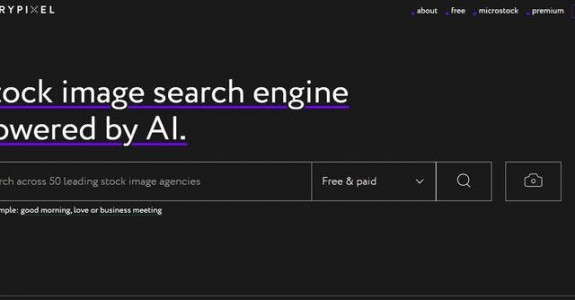 RYPIXEL
about free microstock premium
tock image search engine
owered by AI.
rch across 50 leading stock image agencies
Free & paid
mple: good morning, love or business meeting